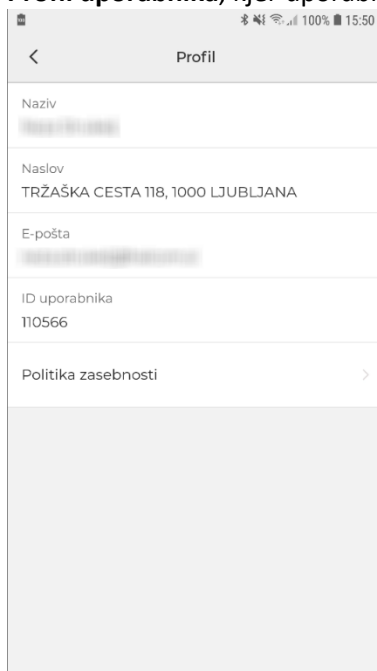 Profil uporabnika, kjer
100% 15:50
Profil
Naziv
Naslov
TRŽAŠKA CESTA 118, 1000 LJUBLJANA
E-pošta
ID uporabnika
110566
Politika zasebnosti